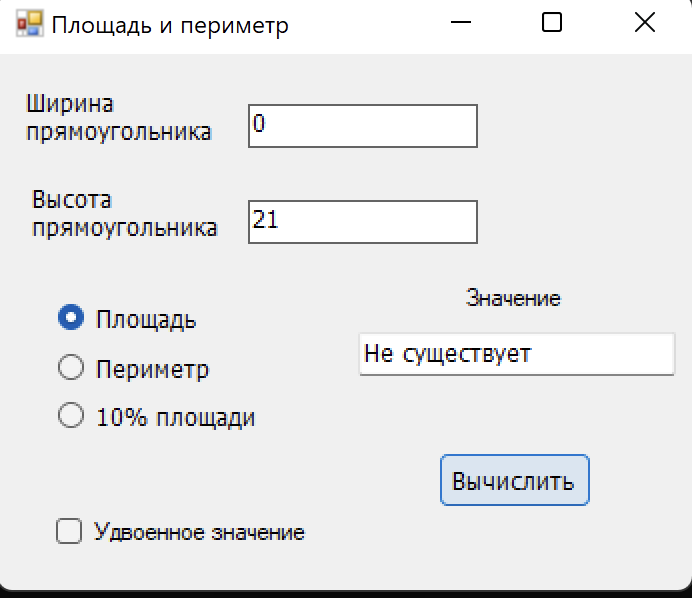 Площадь и периметр
Ширина
прямоугольника
0
Высота
прямоугольника
21
Значение
Площадь
Не существует
Периметр
10% площади
Вычислить
Удвоенное значение